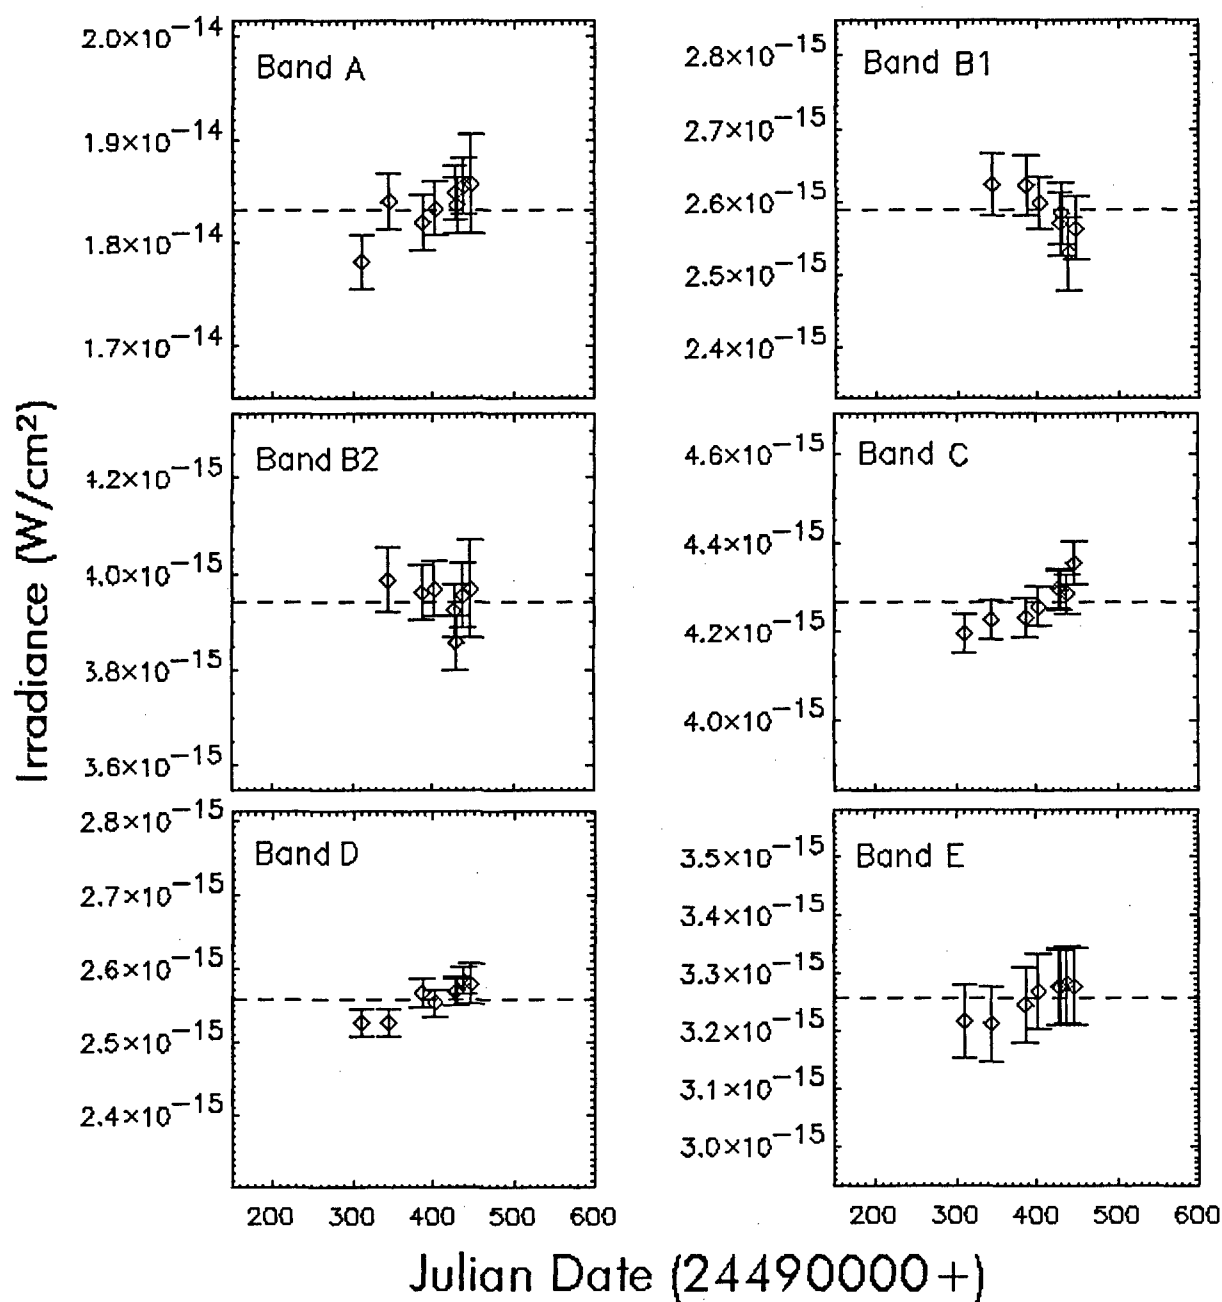 Irradiance (W/cm²)
Band A
2.0×10⁻¹⁴
1.9×10⁻¹⁴
1.8×10⁻¹⁴
1.7×10⁻¹⁴
Band B1
2.8×10⁻¹⁵
2.7×10⁻¹⁵
2.6×10⁻¹⁵
2.5×10⁻¹⁵
2.4×10⁻¹⁵
Band B2
4.2×10⁻¹⁵
4.0×10⁻¹⁵
3.8×10⁻¹⁵
3.6×10⁻¹⁵
Band C
4.6×10⁻¹⁵
4.4×10⁻¹⁵
4.2×10⁻¹⁵
4.0×10⁻¹⁵
Band D
2.8×10⁻¹⁵
2.7×10⁻¹⁵
2.6×10⁻¹⁵
2.5×10⁻¹⁵
2.4×10⁻¹⁵
200 300 400 500 600
Band E
3.5×10⁻¹⁵
3.4×10⁻¹⁵
3.3×10⁻¹⁵
3.2×10⁻¹⁵
3.1×10⁻¹⁵
3.0×10⁻¹⁵
200 300 400 500 600
Julian Date (24490000+)